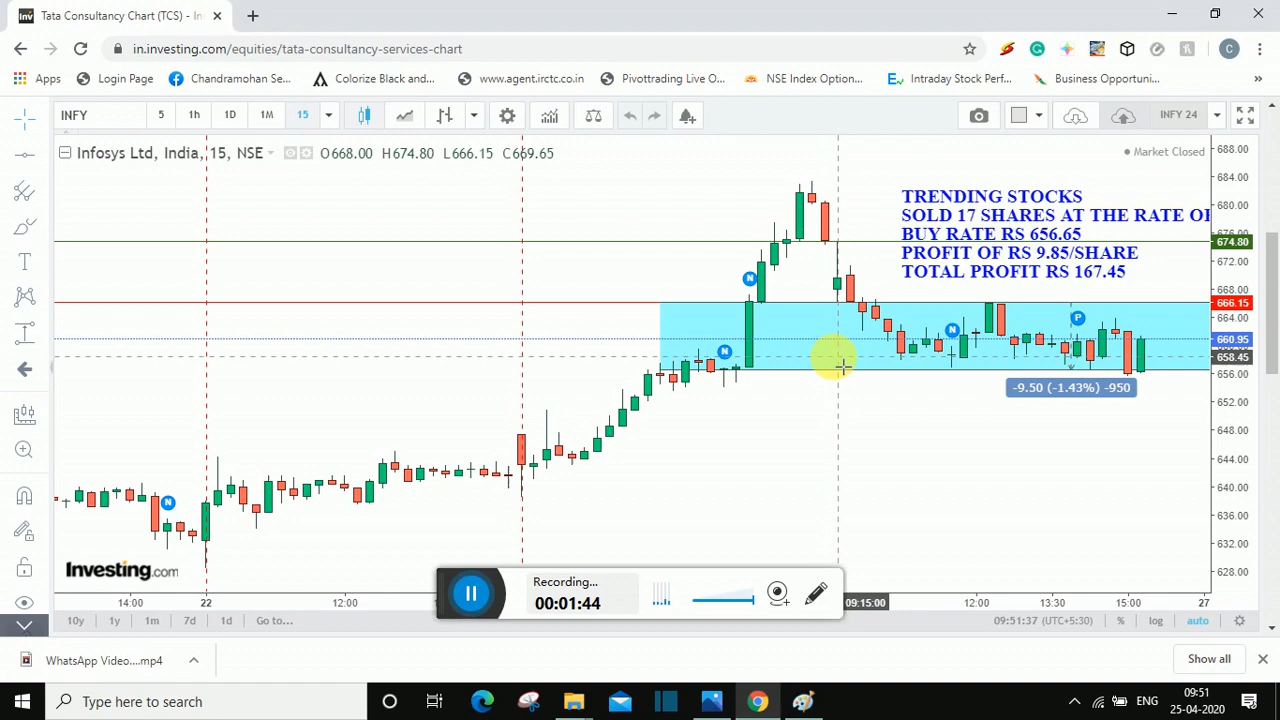 Tata Consultancy Chart (TCS) - In
in.investing.com/equities/tata-consultancy-services-chart
C
Apps
Login Page
Chandramohan Se...
Colorize Black and...
www.agent.irctc.co.in
Pivottrading Live O...
NSE Index Option...
Intraday Stock Perf...
Business Opportuni...
»
INFY
5
1h
1D
1M
15
INFY 24
Infosys Ltd, India, 15, NSE
O668.00 H674.80 L666.15 C669.65
Market Closed
TRENDING STOCKS
SOLD 17 SHARES AT THE RATE OF
BUY RATE RS 656.65
PROFIT OF RS 9.85/SHARE
TOTAL PROFIT RS 167.45
688.00
684.00
680.00
674.80
672.00
668.00
666.15
664.00
660.95
658.45
656.00
652.00
648.00
644.00
640.00
636.00
632.00
628.00
N
N
N
N
P
-9.50 (-1.43%) -950
Investing.com
Recording...
00:01:44
14:00
22
12:00
09:15:00
12:00
13:30
15:00
27
10y
1y
1m
7d
1d
Go to...
09:51:37 (UTC+5:30)
%
log
auto
WhatsApp Video....mp4
Show all
Type here to search
ENG
09:51
25-04-2020